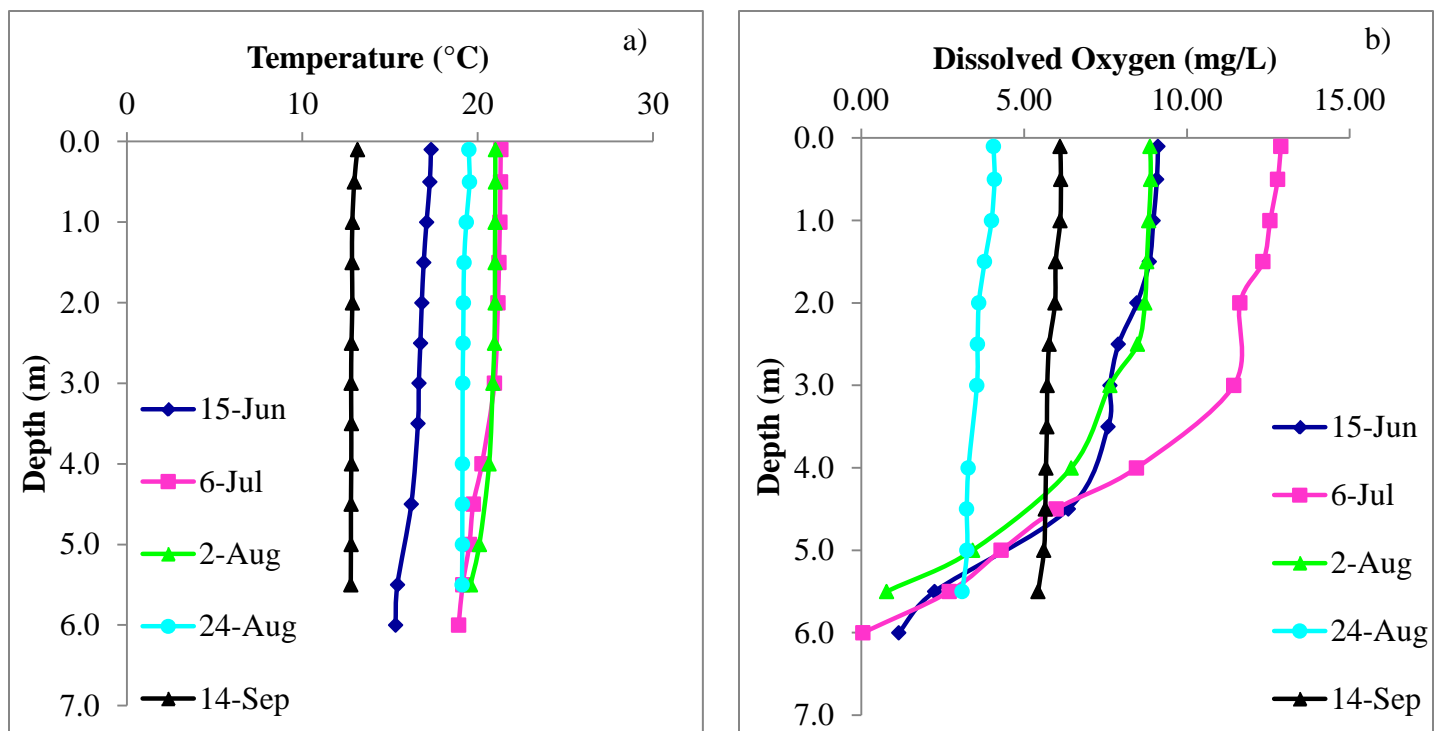 Temperature (°C)
a)
0 10 20 30
0.0
1.0
2.0
3.0
4.0
5.0
6.0
7.0
Depth (m)
15-Jun
6-Jul
2-Aug
24-Aug
14-Sep
Dissolved Oxygen (mg/L)
b)
0.00 5.00 10.00 15.00
0.0
1.0
2.0
3.0
4.0
5.0
6.0
7.0
Depth (m)
15-Jun
6-Jul
2-Aug
24-Aug
14-Sep